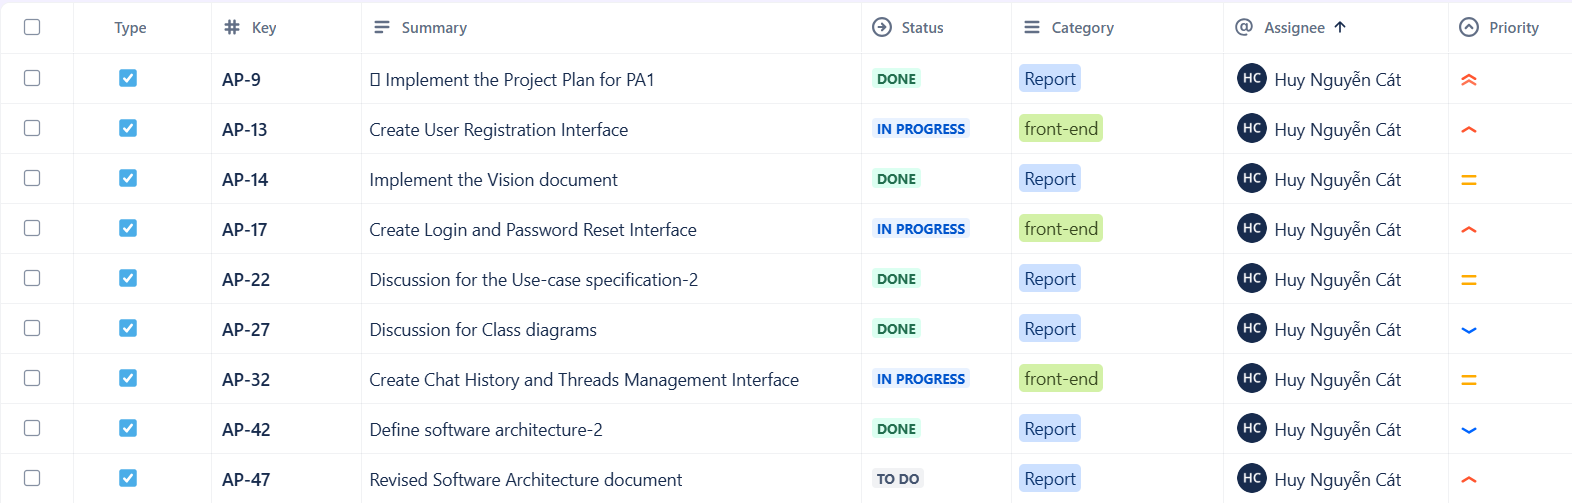 Type Key Summary Status Category Assignee Priority
AP-9 Implement the Project Plan for PA1 DONE Report HC Huy Nguyễn Cát
AP-13 Create User Registration Interface IN PROGRESS front-end HC Huy Nguyễn Cát
AP-14 Implement the Vision document DONE Report HC Huy Nguyễn Cát
AP-17 Create Login and Password Reset Interface IN PROGRESS front-end HC Huy Nguyễn Cát
AP-22 Discussion for the Use-case specification-2 DONE Report HC Huy Nguyễn Cát
AP-27 Discussion for Class diagrams DONE Report HC Huy Nguyễn Cát
AP-32 Create Chat History and Threads Management Interface IN PROGRESS front-end HC Huy Nguyễn Cát
AP-42 Define software architecture-2 DONE Report HC Huy Nguyễn Cát
AP-47 Revised Software Architecture document TO DO Report HC Huy Nguyễn Cát